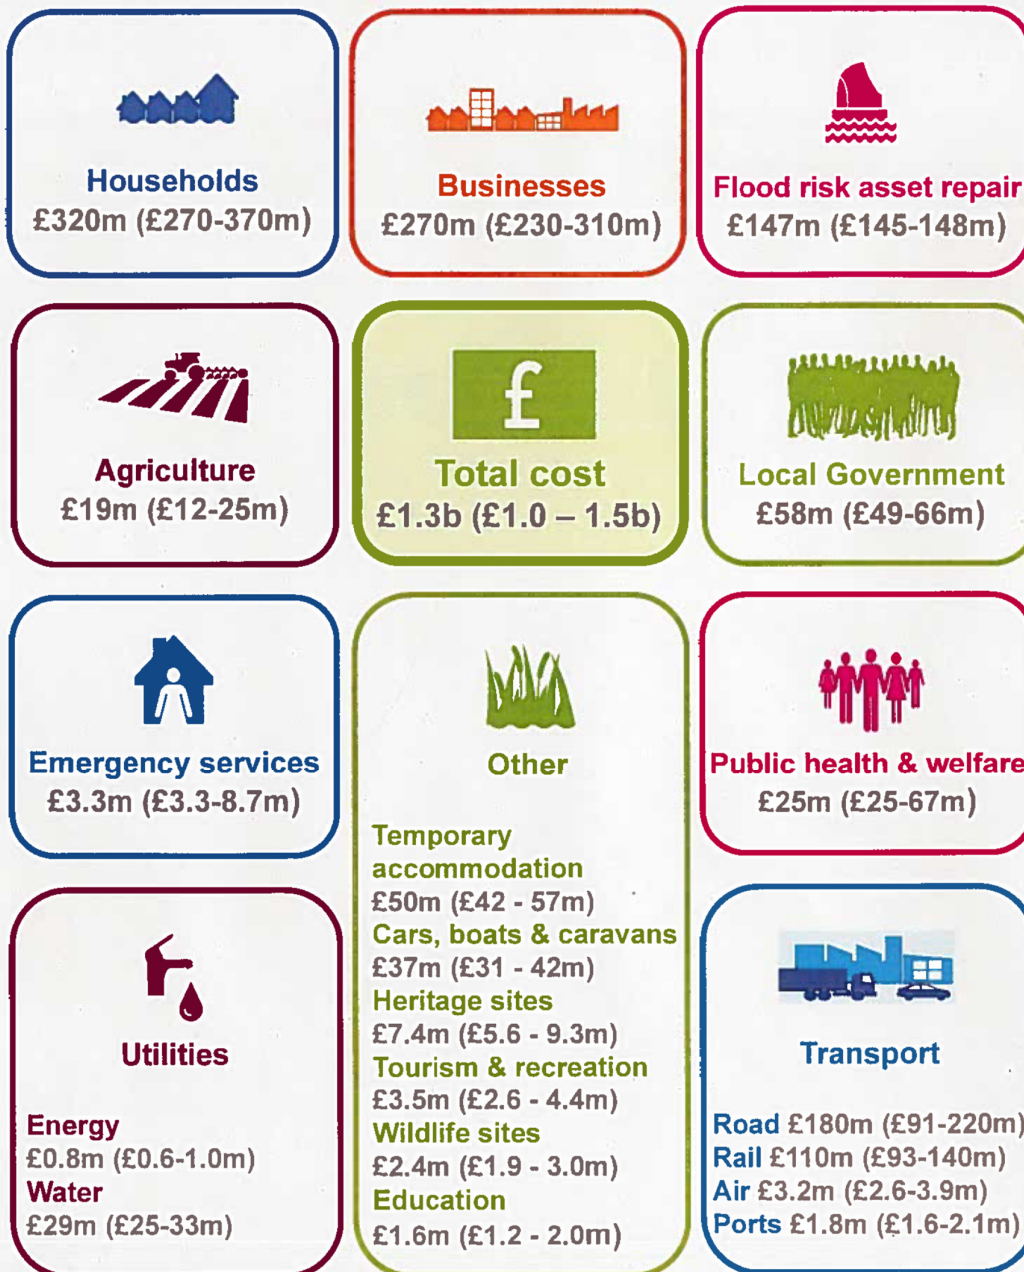 Households
£320m (£270-370m)
Businesses
£270m (£230-310m)
Flood risk asset repair
£147m (£145-148m)
Agriculture
£19m (£12-25m)
£
Total cost
£1.3b (£1.0 – 1.5b)
Local Government
£58m (£49-66m)
Emergency services
£3.3m (£3.3-8.7m)
Other
Temporary
accommodation
£50m (£42 - 57m)
Cars, boats & caravans
£37m (£31 - 42m)
Heritage sites
£7.4m (£5.6 - 9.3m)
Tourism & recreation
£3.5m (£2.6 - 4.4m)
Wildlife sites
£2.4m (£1.9 - 3.0m)
Education
£1.6m (£1.2 - 2.0m)
Public health & welfare
£25m (£25-67m)
Utilities
Energy
£0.8m (£0.6-1.0m)
Water
£29m (£25-33m)
Transport
Road £180m (£91-220m)
Rail £110m (£93-140m)
Air £3.2m (£2.6-3.9m)
Ports £1.8m (£1.6-2.1m)